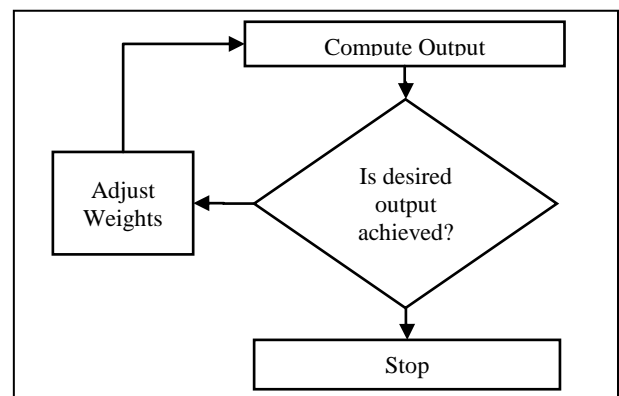 Compute Output
Adjust
Weights
Is desired
output
achieved?
Stop